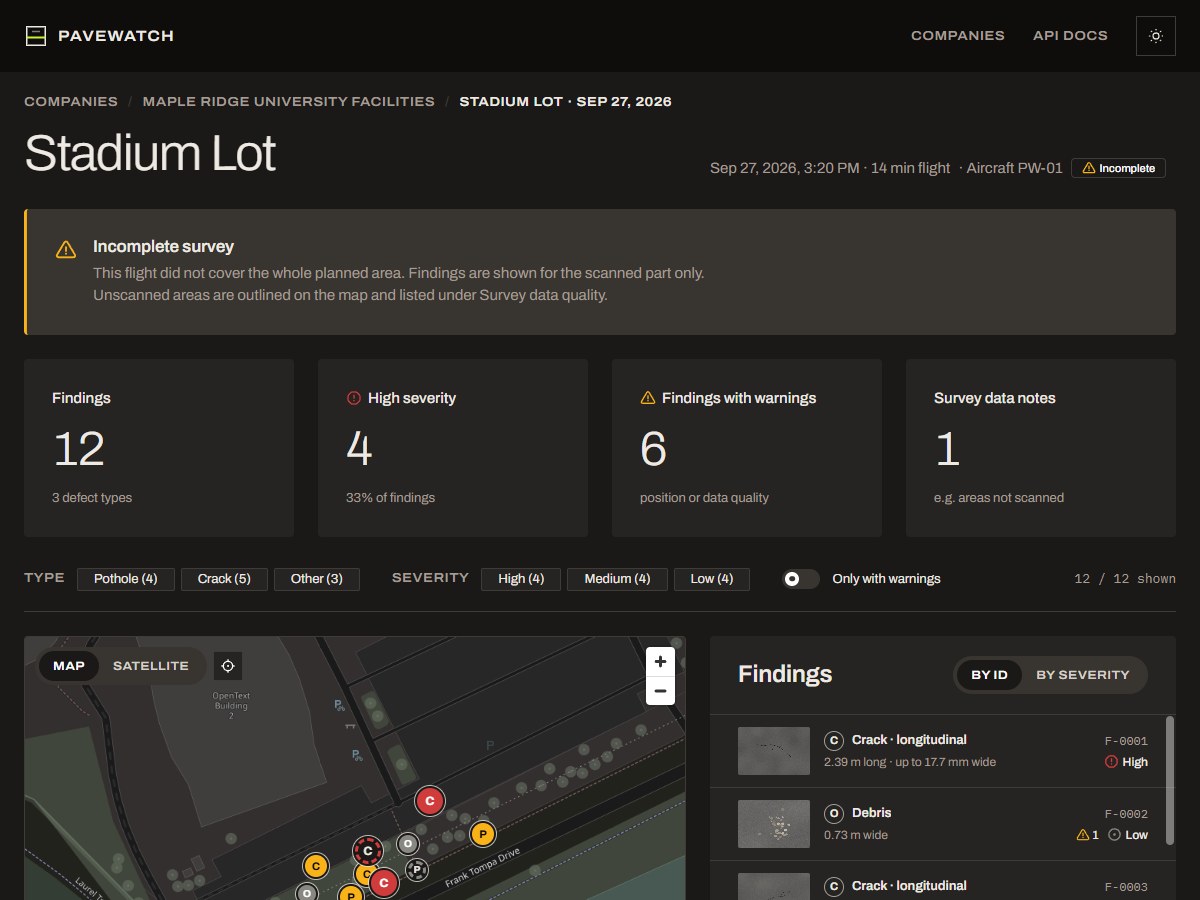 PAVEWATCH
COMPANIES
API DOCS
COMPANIES / MAPLE RIDGE UNIVERSITY FACILITIES / STADIUM LOT · SEP 27, 2026
Stadium Lot
Sep 27, 2026, 3:20 PM · 14 min flight · Aircraft PW-01
Incomplete
Incomplete survey
This flight did not cover the whole planned area. Findings are shown for the scanned part only.
Unscanned areas are outlined on the map and listed under Survey data quality.
Findings
12
3 defect types
High severity
4
33% of findings
Findings with warnings
6
position or data quality
Survey data notes
1
e.g. areas not scanned
TYPE
Pothole (4)
Crack (5)
Other (3)
SEVERITY
High (4)
Medium (4)
Low (4)
Only with warnings
12 / 12 shown
MAP
SATELLITE
+
−
OpenText
Building
2
P
P
P
C
P
C
O
C
C
P
C
O
P
Frank Tompa Drive
Laurel
Findings
BY ID
BY SEVERITY
C
Crack · longitudinal
F-0001
2.39 m long · up to 17.7 mm wide
High
O
Debris
F-0002
0.73 m wide
1
Low
C
Crack · longitudinal
F-0003